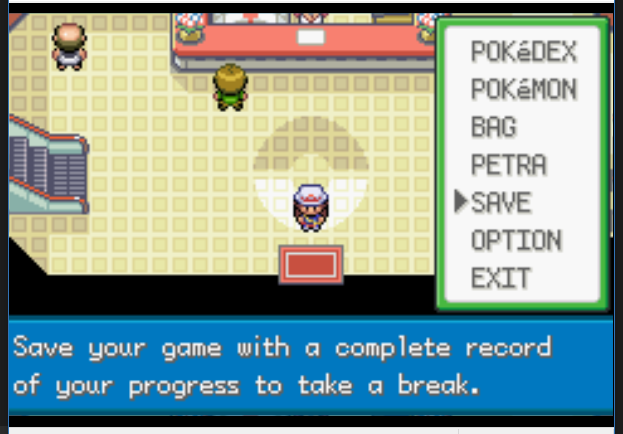 POKéDEX
POKéMON
BAG
PETRA
SAVE
OPTION
EXIT
Save your game with a complete record
of your progress to take a break.